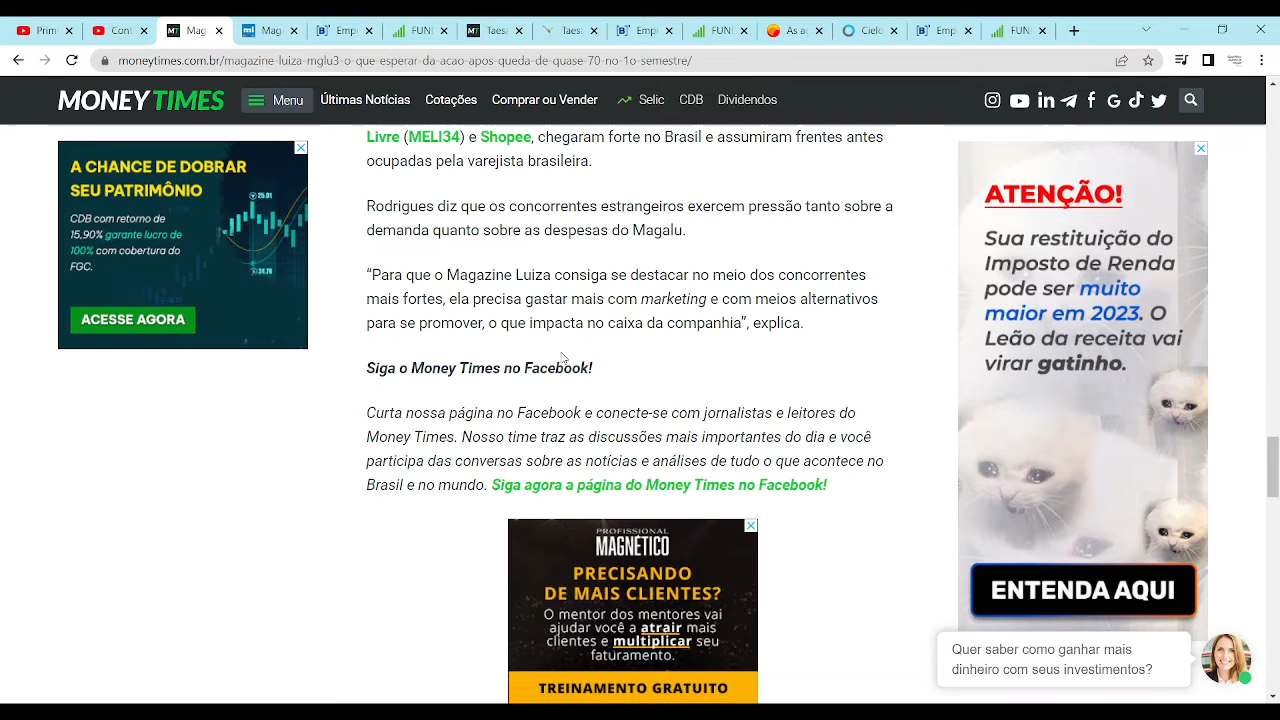 Prim
Cont
Mag
Mag
Emp
FUN
Taes
Taes
Emp
FUN
As ac
Cielo
Emp
FUN
moneytimes.com.br/magazine-luiza-mglu3-o-que-esperar-da-acao-apos-queda-de-quase-70-no-1o-semestre/
MONEY TIMES
Menu
Últimas Notícias
Cotações
Comprar ou Vender
Selic
CDB
Dividendos
Livre (MELI34) e Shopee, chegaram forte no Brasil e assumiram frentes antes
ocupadas pela varejista brasileira.
Rodrigues diz que os concorrentes estrangeiros exercem pressão tanto sobre a
demanda quanto sobre as despesas do Magalu.
“Para que o Magazine Luiza consiga se destacar no meio dos concorrentes
mais fortes, ela precisa gastar mais com marketing e com meios alternativos
para se promover, o que impacta no caixa da companhia”, explica.
Siga o Money Times no Facebook!
Curta nossa página no Facebook e conecte-se com jornalistas e leitores do
Money Times. Nosso time traz as discussões mais importantes do dia e você
participa das conversas sobre as notícias e análises de tudo o que acontece no
Brasil e no mundo. Siga agora a página do Money Times no Facebook!
A CHANCE DE DOBRAR
SEU PATRIMÔNIO
CDB com retorno de
15,90% garante lucro de
100% com cobertura do
FGC.
25.01
24.78
ACESSE AGORA
PROFISSIONAL
MAGNÉTICO
PRECISANDO
DE MAIS CLIENTES?
O mentor dos mentores vai
ajudar você a atrair mais
clientes e multiplicar seu
faturamento.
TREINAMENTO GRATUITO
ATENÇÃO!
Sua restituição do
Imposto de Renda
pode ser muito
maior em 2023. O
Leão da receita vai
virar gatinho.
ENTENDA AQUI
Quer saber como ganhar mais
dinheiro com seus investimentos?